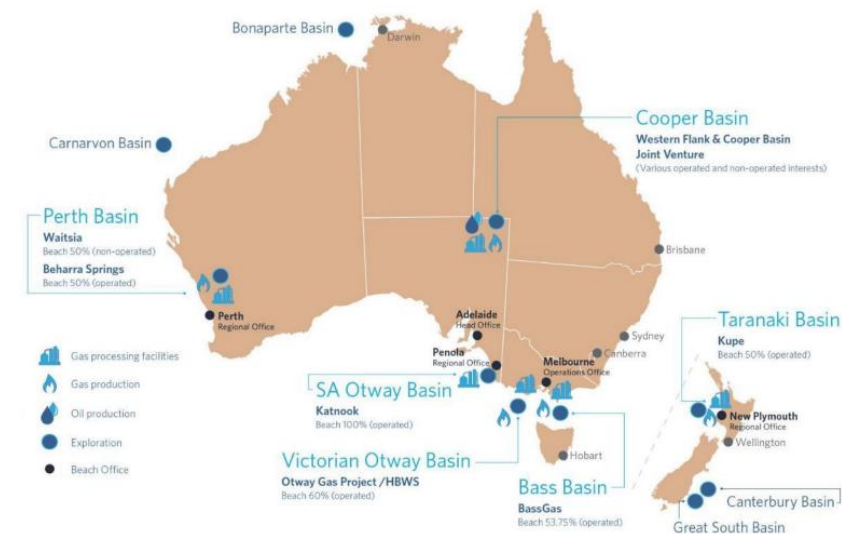 Bonaparte Basin
Darwin
Carnarvon Basin
Cooper Basin
Western Flank & Cooper Basin
Joint Venture
(Various operated and non-operated interests)
Perth Basin
Waitsia
Beach 50% (non-operated)
Beharra Springs
Beach 50% (operated)
Perth
Regional Office
Brisbane
Adelaide
Head Office
Sydney
Canberra
Penola
Regional Office
Melbourne
Operations Office
Taranaki Basin
Kupe
Beach 50% (operated)
Gas processing facilities
Gas production
Oil production
Exploration
Beach Office
SA Otway Basin
Katnook
Beach 100% (operated)
New Plymouth
Regional Office
Wellington
Hobart
Victorian Otway Basin
Otway Gas Project /HBWS
Beach 60% (operated)
Bass Basin
BassGas
Beach 53.75% (operated)
Canterbury Basin
Great South Basin